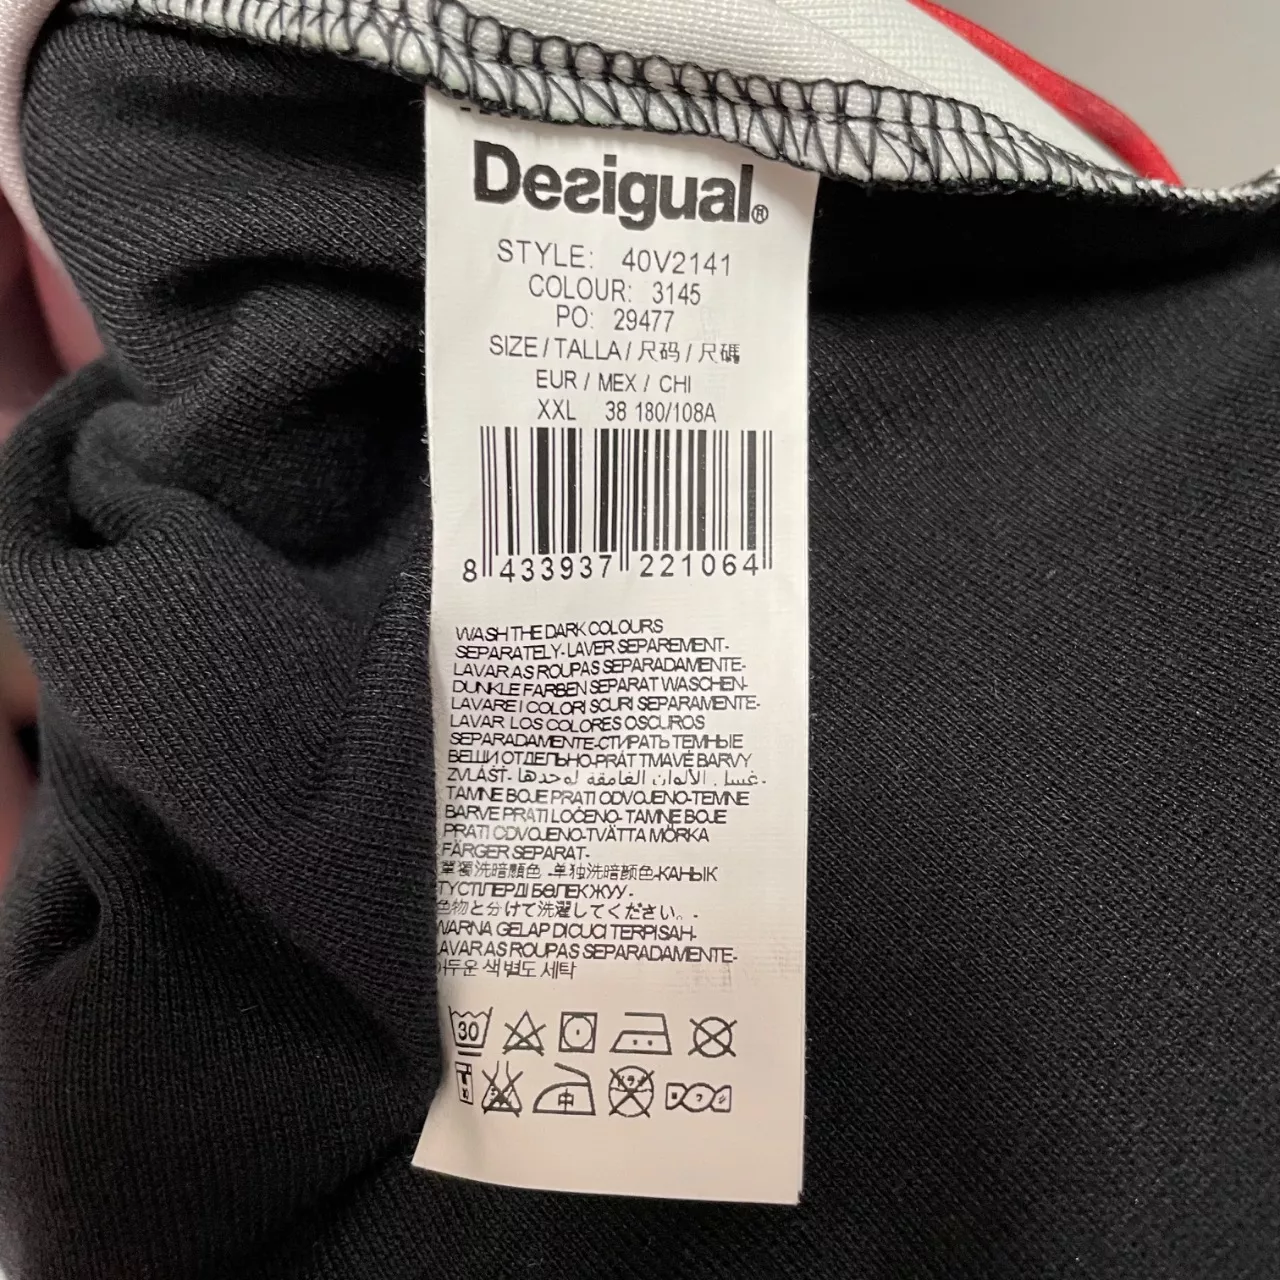 Desigual®
STYLE: 40V2141
COLOUR: 3145
PO: 29477
SIZE / TALLA / 尺码 / 尺碼
EUR / MEX / CHI
XXL 38 180/108A
8 433937 221064
WASH THE DARK COLOURS
SEPARATELY-LAVER SEPAREMENT-
LAVAR AS ROUPAS SEPARADAMENTE-
DUNKLE FARBEN SEPARAT WASCHEN-
LAVARE I COLORI SCURI SEPARAMENTE-
LAVAR LOS COLORES OSCUROS
SEPARADAMENTE-СТИРАТЬ ТЕМНЫЕ
ВЕЩИ ОТДЕЛЬНО-PRÁT TMAVÉ BARVY
ZVLÁŠT- غسل الألوان الغامقة لوحدها-
TAMNE BOJE PRATI ODVOJENO-TEMNE
BARVE PRATI LOČENO- TAMNE BOJE
PRATI ODVOJENO-TVÄTTA MÖRKA
FÄRGER SEPARAT-
單獨洗暗顏色 -单独洗暗颜色-КАНЫК
ТҮСТІЛЕРДІ БӨЛЕК ЖУУ-
色物と分けて洗濯してください。-
WARNA GELAP DICUCI TERPISAH-
AVAR AS ROUPAS SEPARADAMENTE-
어두운 색 별도 세탁
30
中